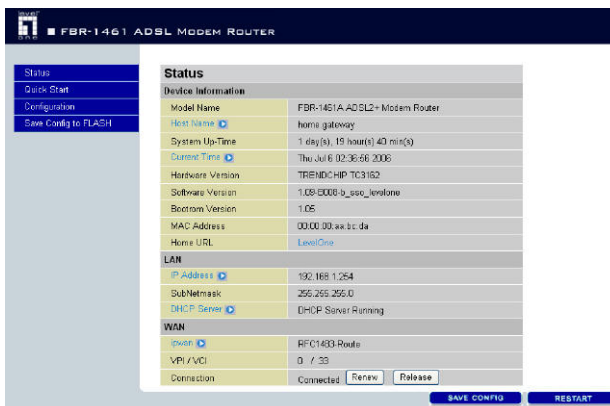 level
one
FBR-1461 ADSL MODEM ROUTER
Status
Quick Start
Configuration
Save Config to FLASH
Status
Device Information
Model Name FBR-1461A ADSL2+ Modem Router
Host Name home.gateway
System Up-Time 1 day(s), 19 hour(s) 40 min(s)
Current Time Thu Jul 6 02:36:56 2006
Hardware Version TRENDCHIP TC3162
Software Version
Bootrom Version 1.05
MAC Address 00:00:00:aa:bc:da
Home URL LevelOne
LAN
IP Address 192.168.1.254
SubNetmask 255.255.255.0
DHCP Server DHCP Server Running
WAN
ipwan RFC1483-Route
VPI / VCI 0 / 33
Connection Connected Renew Release
SAVE CONFIG RESTART